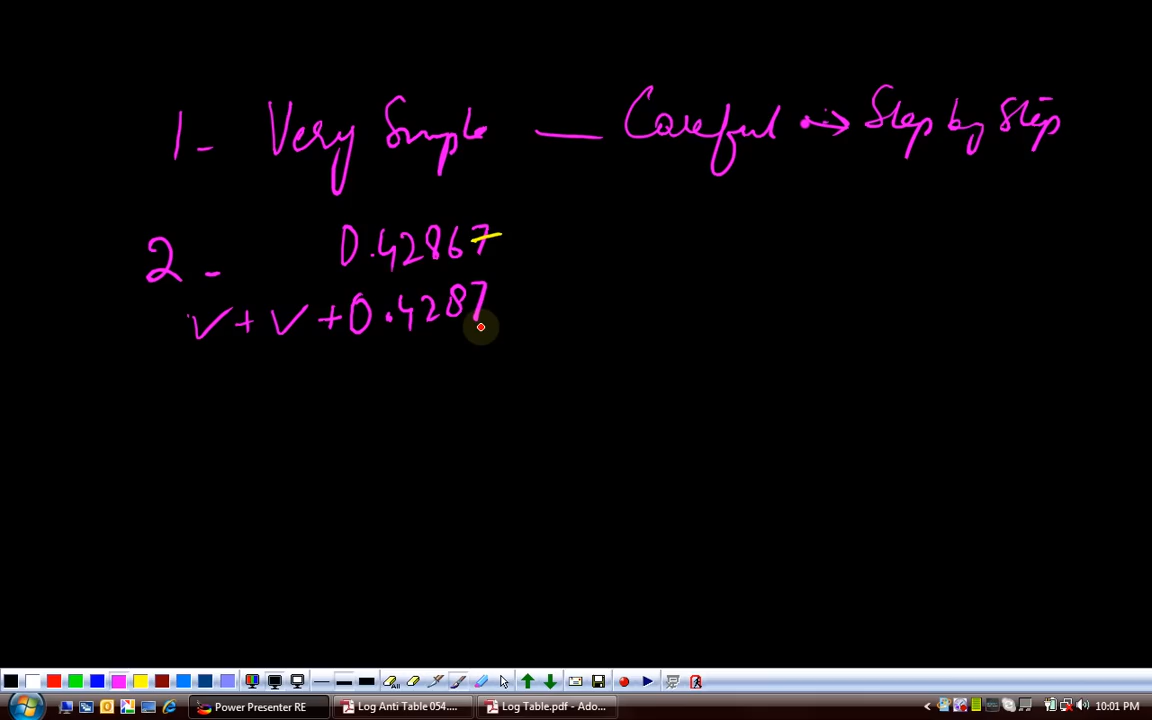 1- Very Simple — Careful → Step by Step
2- 0.42867
✓ + ✓ + 0.4287
All
Power Presenter RE
Log Anti Table 054....
Log Table.pdf - Ado...
< 10:01 PM